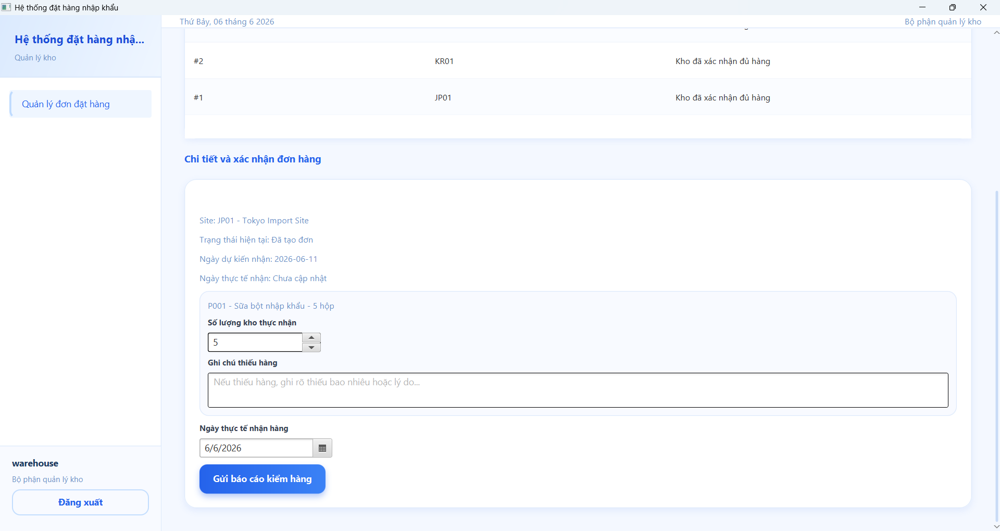 Hệ thống đặt hàng nhập khẩu
Thứ Bảy, 06 tháng 6 2026
Bộ phận quản lý kho
Hệ thống đặt hàng nhậ...
Quản lý kho
Quản lý đơn đặt hàng
#2 KR01 Kho đã xác nhận đủ hàng
#1 JP01 Kho đã xác nhận đủ hàng
Chi tiết và xác nhận đơn hàng
Site: JP01 - Tokyo Import Site
Trạng thái hiện tại: Đã tạo đơn
Ngày dự kiến nhận: 2026-06-11
Ngày thực tế nhận: Chưa cập nhật
P001 - Sữa bột nhập khẩu - 5 hộp
Số lượng kho thực nhận
5
Ghi chú thiếu hàng
Nếu thiếu hàng, ghi rõ thiếu bao nhiêu hoặc lý do...
Ngày thực tế nhận hàng
6/6/2026
Gửi báo cáo kiểm hàng
warehouse
Bộ phận quản lý kho
Đăng xuất